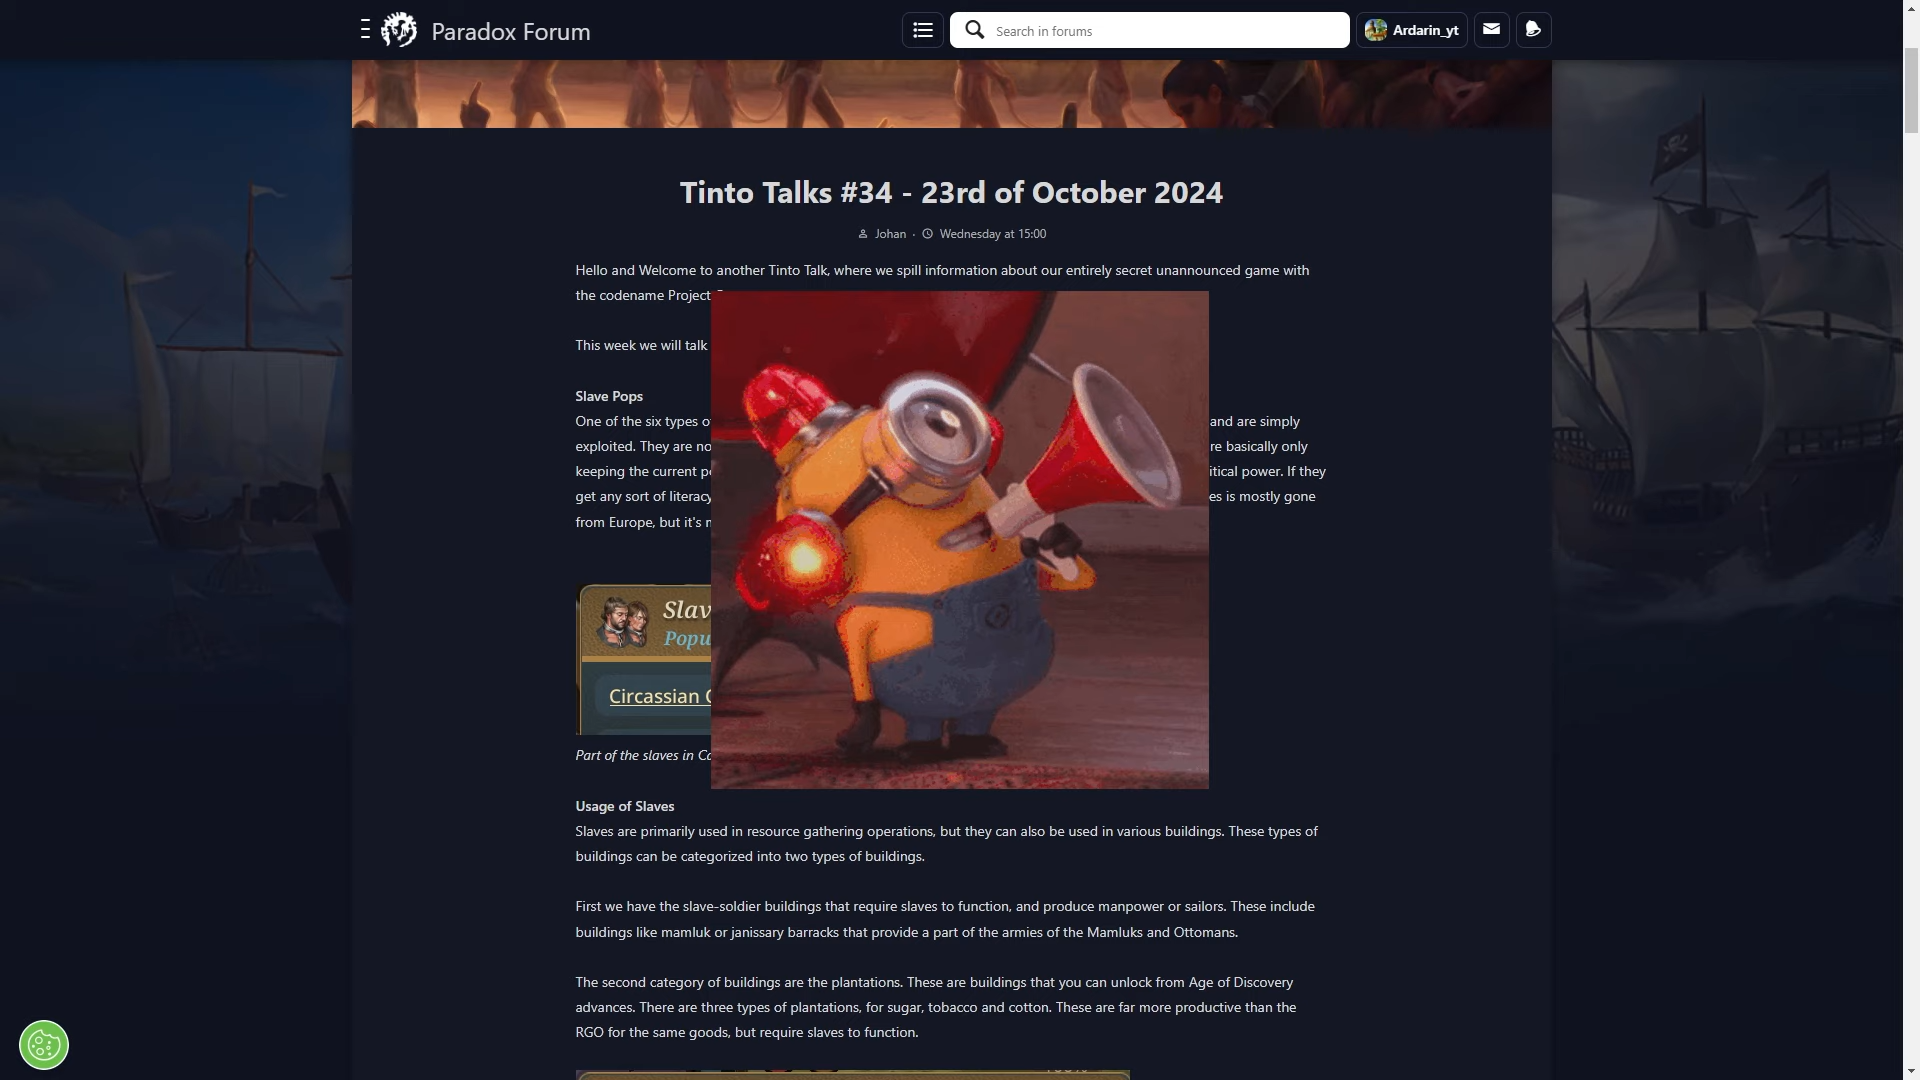 Paradox Forum
Search in forums
Ardarin_yt
Tinto Talks #34 - 23rd of October 2024
Johan · Wednesday at 15:00
Hello and Welcome to another Tinto Talk, where we spill information about our entirely secret unannounced game with
the codename Project
This week we will talk
Slave Pops
One of the six types and are simply
exploited. They are basically only
keeping the current political power. If they
get any sort of literacy is mostly gone
from Europe, but it's
Circassian
Part of the slaves in
Usage of Slaves
Slaves are primarily used in resource gathering operations, but they can also be used in various buildings. These types of
buildings can be categorized into two types of buildings.
First we have the slave-soldier buildings that require slaves to function, and produce manpower or sailors. These include
buildings like mamluk or janissary barracks that provide a part of the armies of the Mamluks and Ottomans.
The second category of buildings are the plantations. These are buildings that you can unlock from Age of Discovery
advances. There are three types of plantations, for sugar, tobacco and cotton. These are far more productive than the
RGO for the same goods, but require slaves to function.